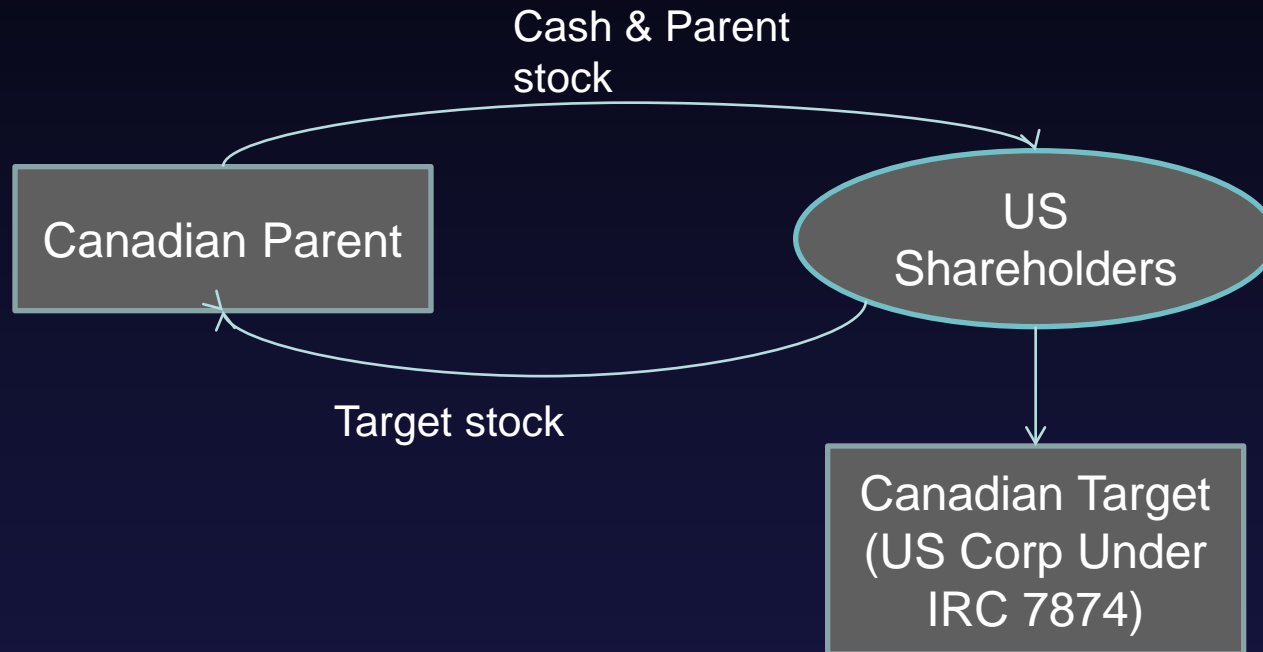 Cash & Parent
stock
Canadian Parent
US
Shareholders
Target stock
Canadian Target
(US Corp Under
IRC 7874)